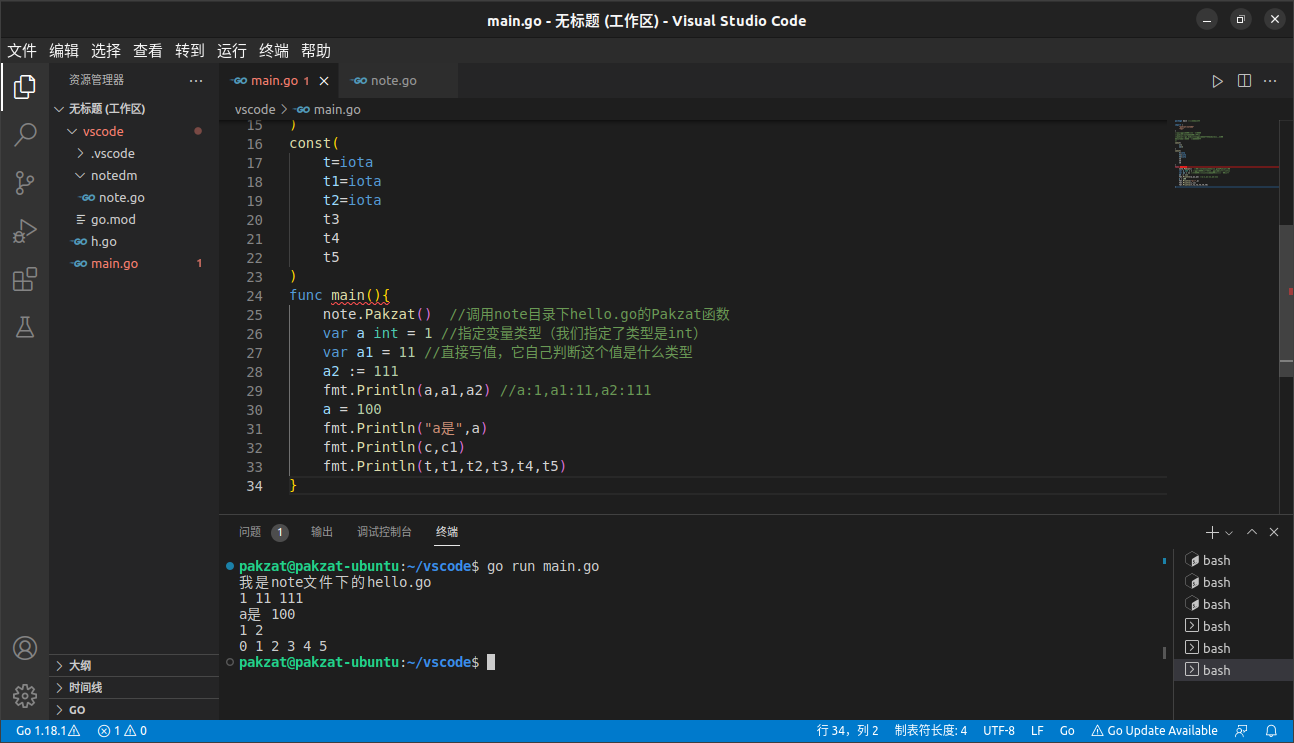 main.go - 无标题 (工作区) - Visual Studio Code
文件 编辑 选择 查看 转到 运行 终端 帮助
资源管理器
无标题 (工作区)
vscode
.vscode
notedm
note.go
go.mod
h.go
main.go 1
大纲
时间线
GO
main.go 1
note.go
vscode > main.go
15 )
16 const(
17 t=iota
18 t1=iota
19 t2=iota
20 t3
21 t4
22 t5
23 )
24 func main(){
25 note.Pakzat() //调用note目录下hello.go的Pakzat函数
26 var a int = 1 //指定变量类型（我们指定了类型是int）
27 var a1 = 11 //直接写值，它自己判断这个值是什么类型
28 a2 := 111
29 fmt.Println(a,a1,a2) //a:1,a1:11,a2:111
30 a = 100
31 fmt.Println("a是",a)
32 fmt.Println(c,c1)
33 fmt.Println(t,t1,t2,t3,t4,t5)
34 }
问题 1 输出 调试控制台 终端
pakzat@pakzat-ubuntu:~/vscode$ go run main.go
我是note文件下的hello.go
1 11 111
a是 100
1 2
0 1 2 3 4 5
pakzat@pakzat-ubuntu:~/vscode$
bash
bash
bash
bash
bash
bash
Go 1.18.1 1 0 行 34，列 2 制表符长度: 4 UTF-8 LF Go Go Update Available